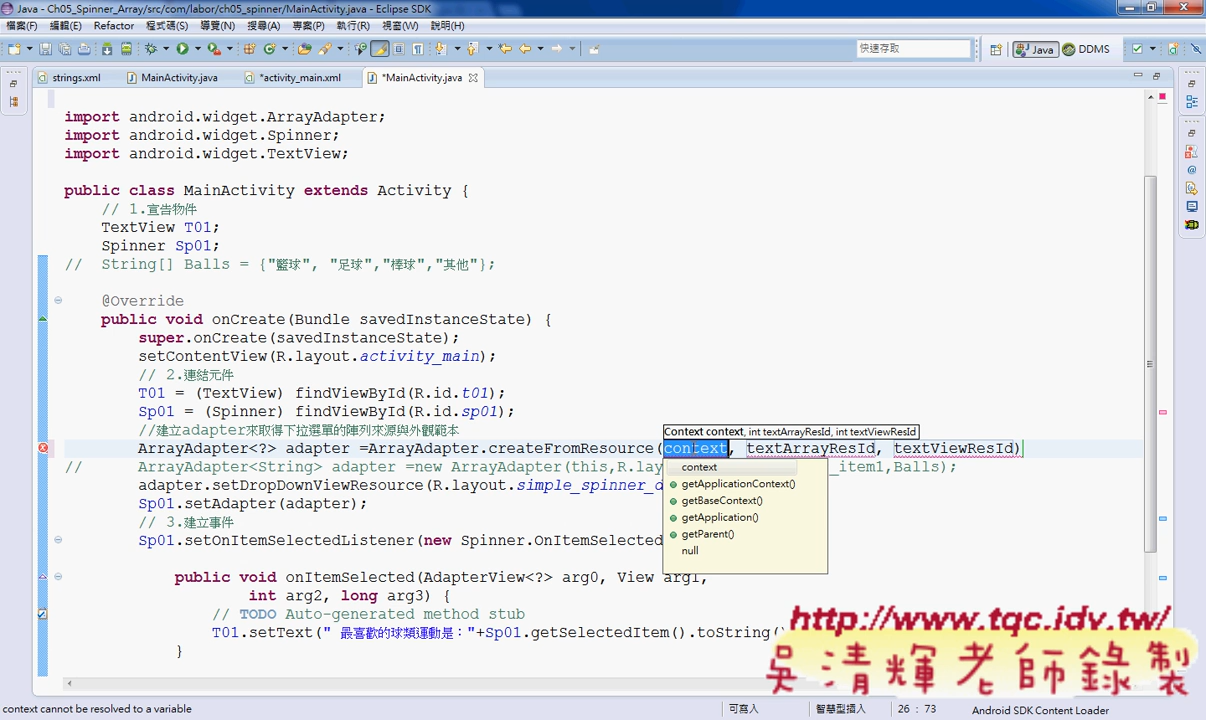 Java - Ch05_Spinner_Array/src/com/labor/ch05_spinner/MainActivity.java - Eclipse SDK
檔案(F) 編輯(E) Refactor 程式碼(S) 導覽(N) 搜尋(A) 專案(P) 執行(R) 視窗(W) 說明(H)
快速存取 Java DDMS
strings.xml MainActivity.java *activity_main.xml *MainActivity.java
import android.widget.ArrayAdapter;
import android.widget.Spinner;
import android.widget.TextView;
public class MainActivity extends Activity {
// 1.宣告物件
TextView T01;
Spinner Sp01;
// String[] Balls = {"籃球", "足球","棒球","其他"};
@Override
public void onCreate(Bundle savedInstanceState) {
super.onCreate(savedInstanceState);
setContentView(R.layout.activity_main);
// 2.連結元件
T01 = (TextView) findViewById(R.id.t01);
Sp01 = (Spinner) findViewById(R.id.sp01);
//建立adapter來取得下拉選單的陣列來源與外觀範本
Context context, int textArrayResId, int textViewResId
ArrayAdapter<?> adapter =ArrayAdapter.createFromResource(context, textArrayResId, textViewResId)
// ArrayAdapter<String> adapter =new ArrayAdapter(this,R.la _item1,Balls);
adapter.setDropDownViewResource(R.layout.simple_spinner_d
Sp01.setAdapter(adapter);
// 3.建立事件
Sp01.setOnItemSelectedListener(new Spinner.OnItemSelected
context
getApplicationContext()
getBaseContext()
getApplication()
getParent()
null
public void onItemSelected(AdapterView<?> arg0, View arg1,
int arg2, long arg3) {
// TODO Auto-generated method stub
T01.setText(" 最喜歡的球類運動是："+Sp01.getSelectedItem().toString()
}
http://www.tqc.idv.tw/
吳清輝老師錄製
context cannot be resolved to a variable 可寫入 智慧型插入 26 : 73 Android SDK Content Loader